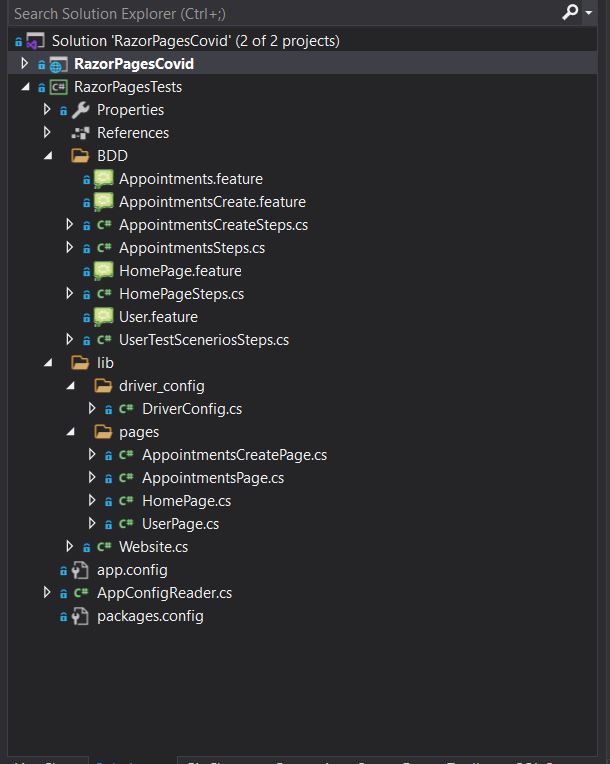 Search Solution Explorer (Ctrl+;)
Solution 'RazorPagesCovid' (2 of 2 projects)
RazorPagesCovid
C# RazorPagesTests
Properties
References
BDD
Appointments.feature
AppointmentsCreate.feature
C# AppointmentsCreateSteps.cs
C# AppointmentsSteps.cs
HomePage.feature
C# HomePageSteps.cs
User.feature
C# UserTestSceneriosSteps.cs
lib
driver_config
C# DriverConfig.cs
pages
C# AppointmentsCreatePage.cs
C# AppointmentsPage.cs
C# HomePage.cs
C# UserPage.cs
C# Website.cs
app.config
C# AppConfigReader.cs
packages.config